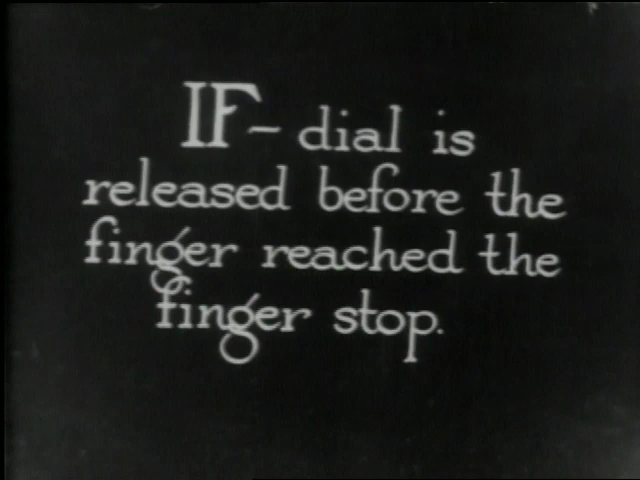 IF– dial is
released before the
finger reached the
finger stop.